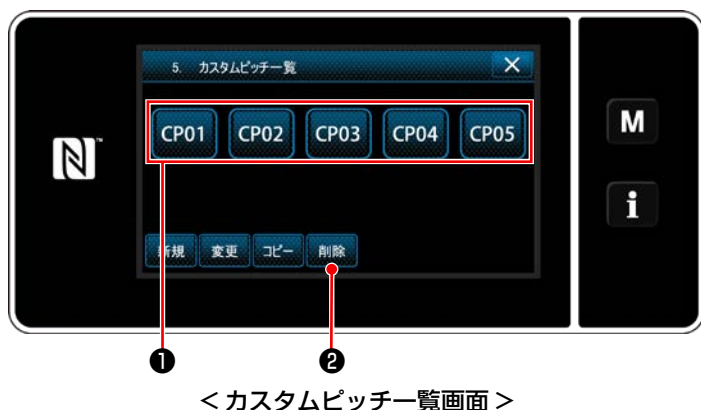 5. カスタムピッチ一覧
CP01 CP02 CP03 CP04 CP05
M
i
新規 変更 コピー 削除
❶ ❷
＜カスタムピッチ一覧画面＞